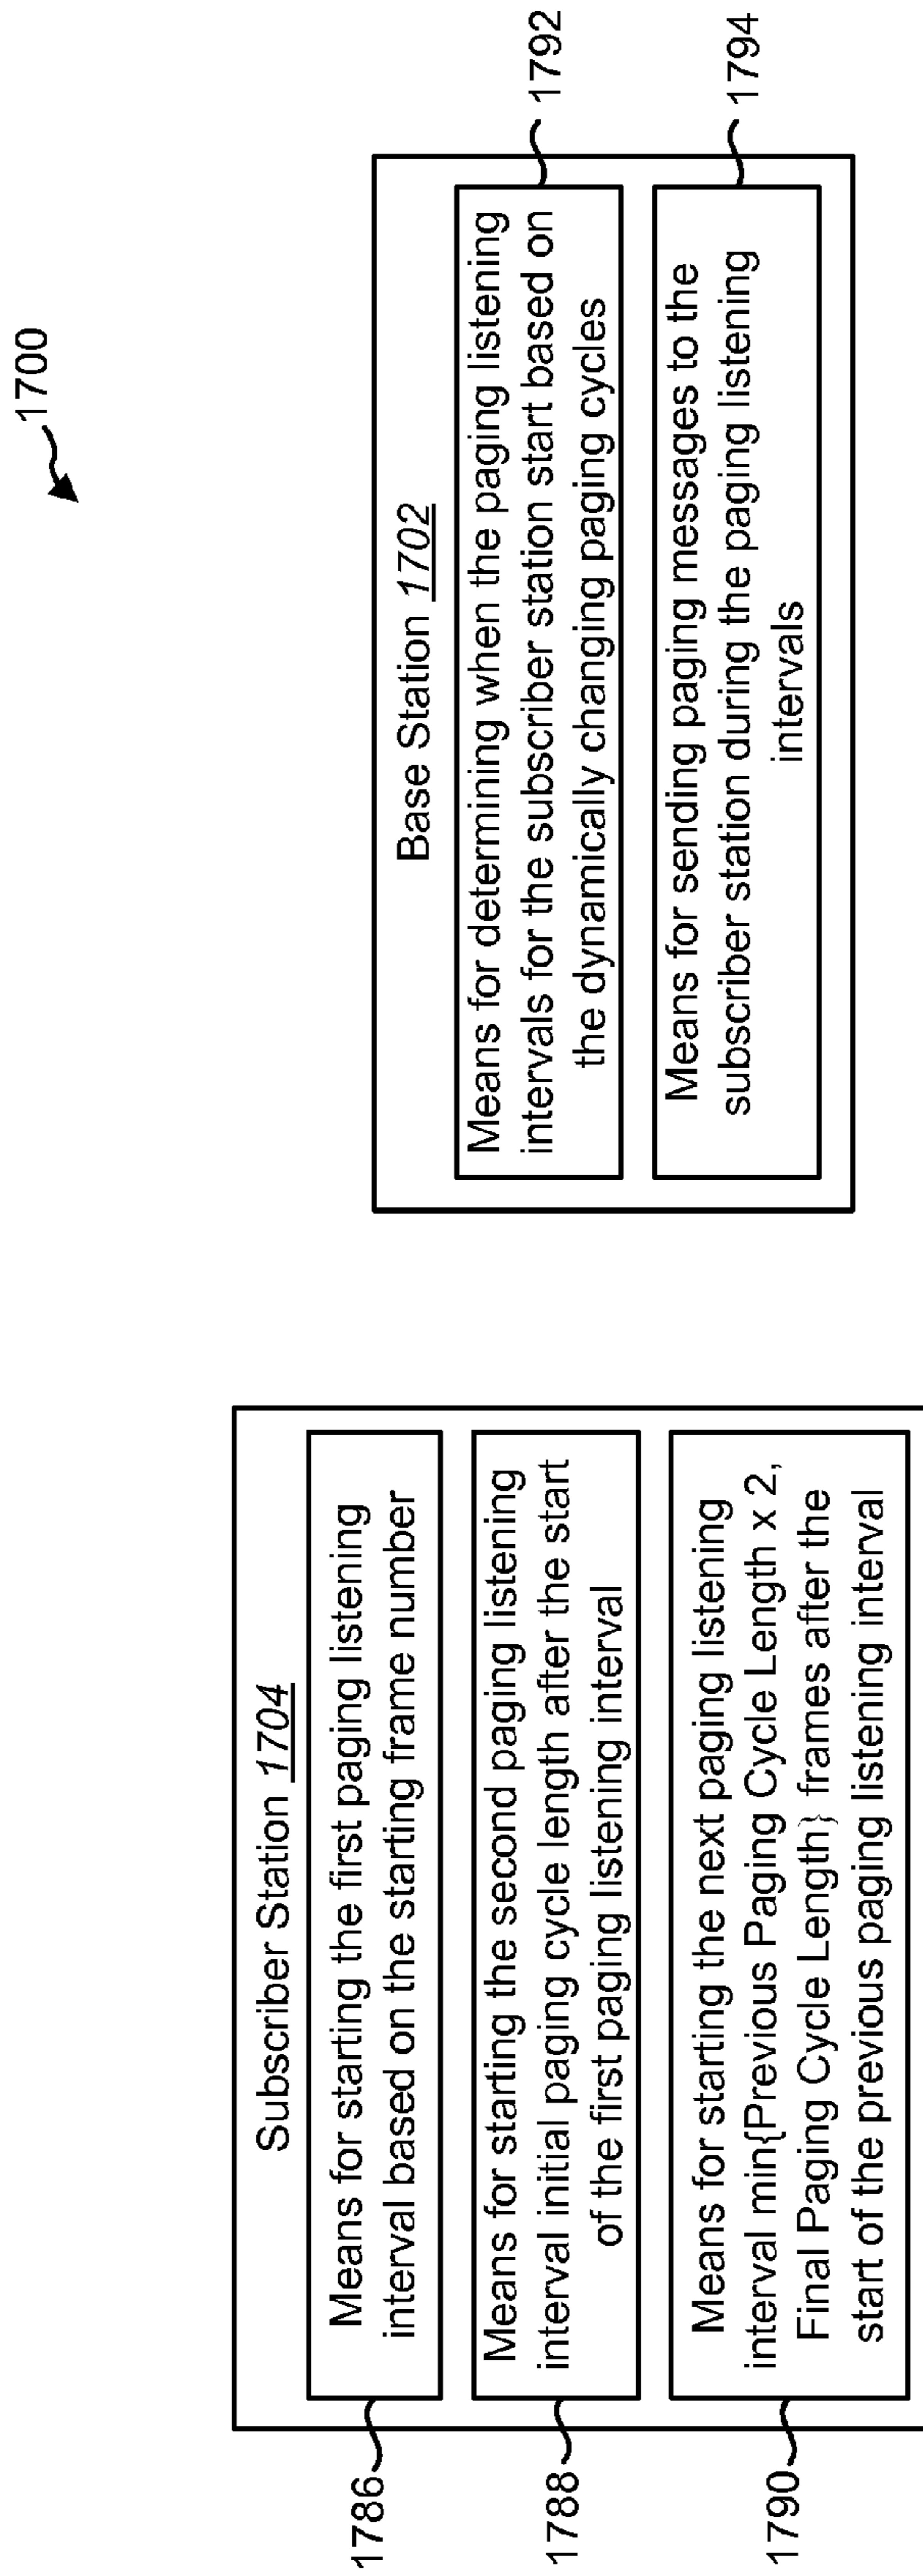 1700
Subscriber Station 1704
Means for starting the first paging listening
interval based on the starting frame number
1786
Means for starting the second paging listening
interval initial paging cycle length after the start
of the first paging listening interval
1788
Means for starting the next paging listening
interval min{Previous Paging Cycle Length x 2,
Final Paging Cycle Length} frames after the
start of the previous paging listening interval
1790
Base Station 1702
Means for determining when the paging listening
intervals for the subscriber station start based on
the dynamically changing paging cycles
1792
Means for sending paging messages to the
subscriber station during the paging listening
intervals
1794